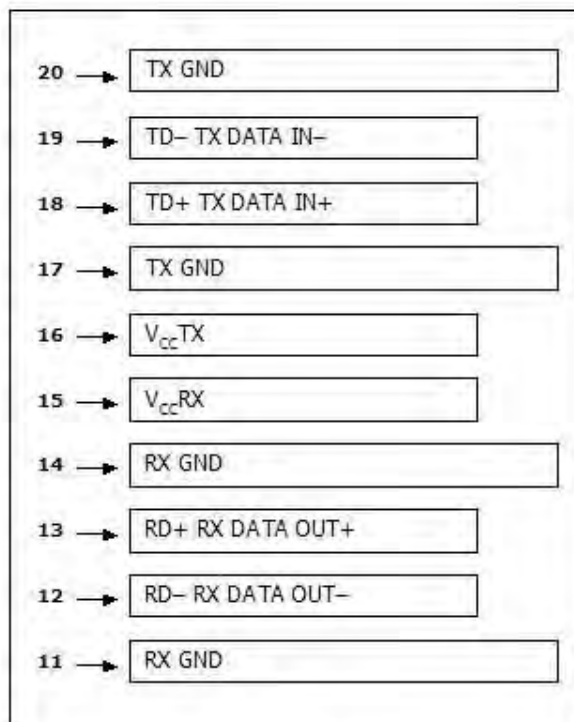 20 TX GND
19 TD– TX DATA IN–
18 TD+ TX DATA IN+
17 TX GND
16 VCCTX
15 VCCRX
14 RX GND
13 RD+ RX DATA OUT+
12 RD– RX DATA OUT–
11 RX GND